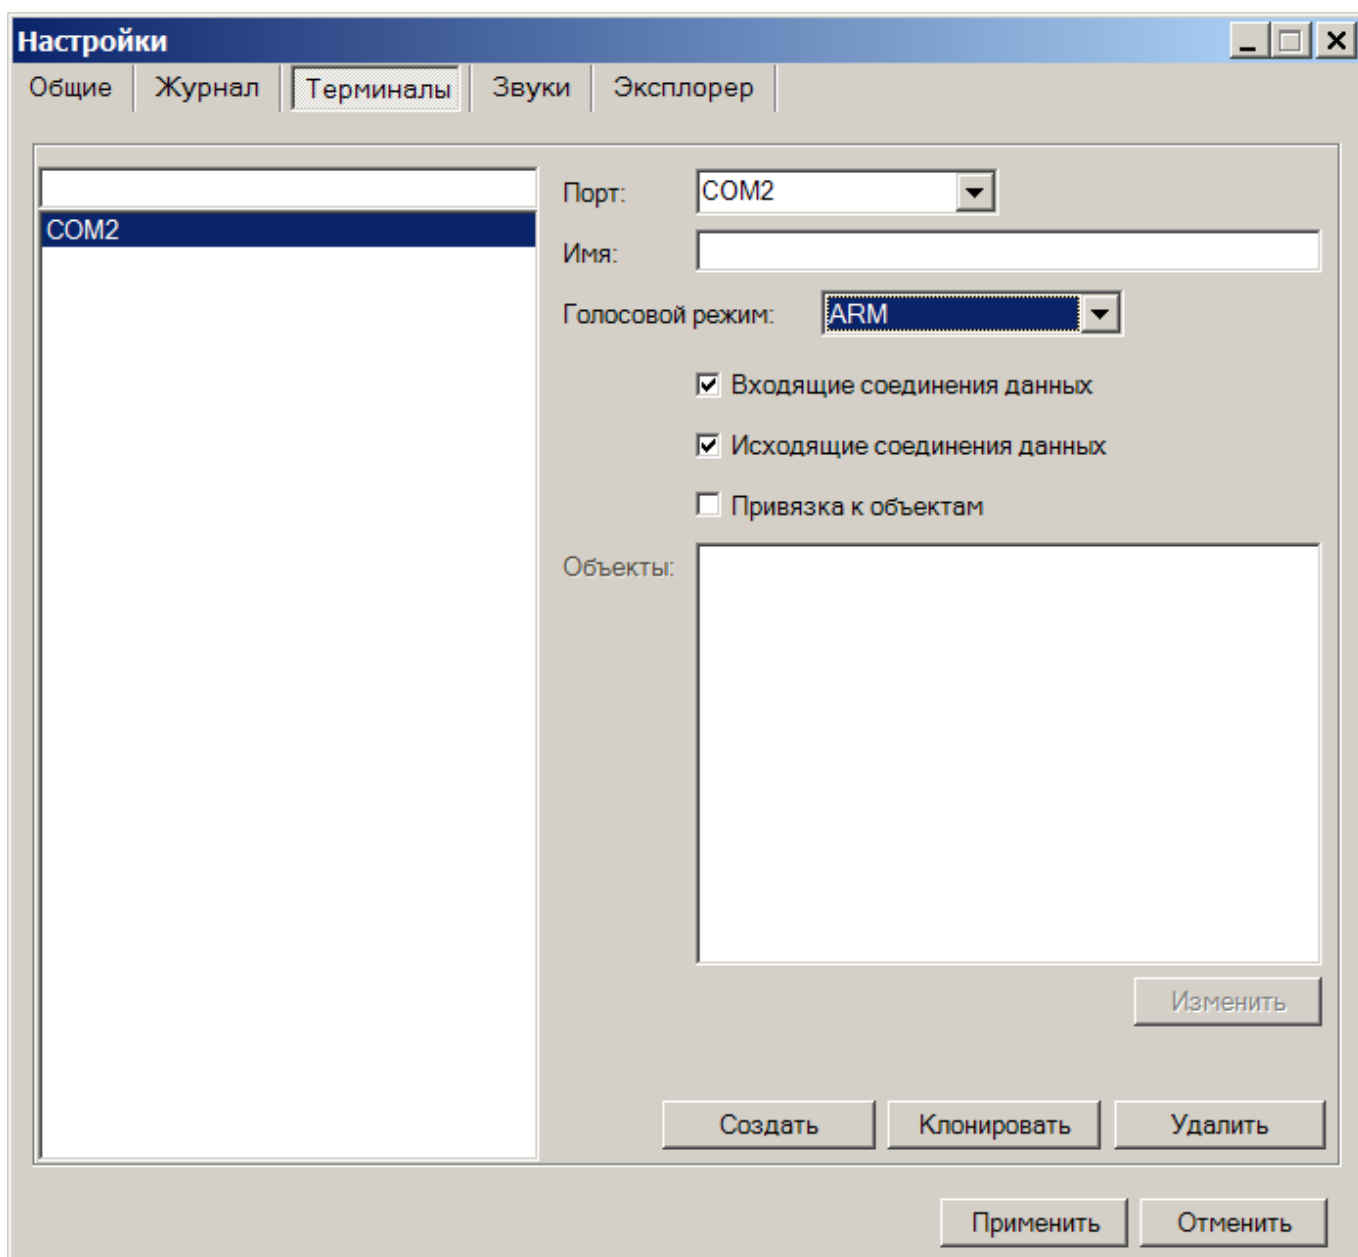 Настройки
Общие Журнал Терминалы Звуки Эксплорер
Порт: COM2
COM2
Имя:
Голосовой режим: ARM
Входящие соединения данных
Исходящие соединения данных
Привязка к объектам
Объекты:
Изменить
Создать Клонировать Удалить
Применить Отменить